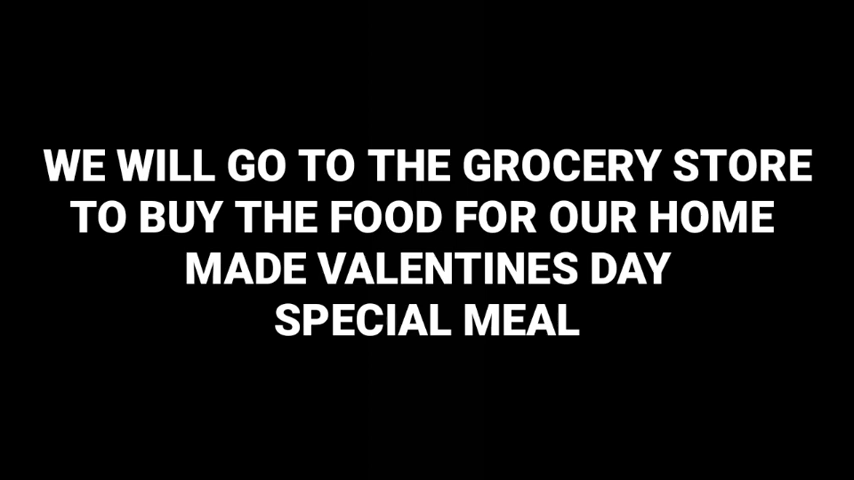 WE WILL GO TO THE GROCERY STORE
TO BUY THE FOOD FOR OUR HOME
MADE VALENTINES DAY
SPECIAL MEAL